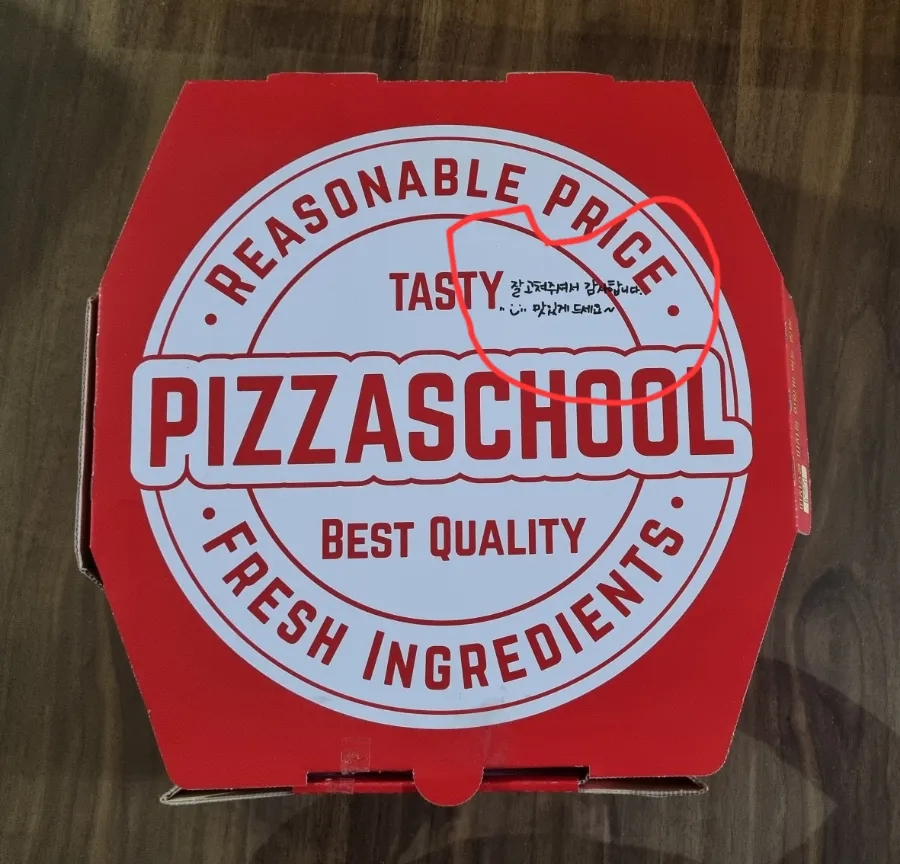 REASONABLE PRICE
TASTY
잘 고쳐주셔서 감사합니다.
맛있게 드세요~
PIZZASCHOOL
BEST QUALITY
FRESH INGREDIENTS